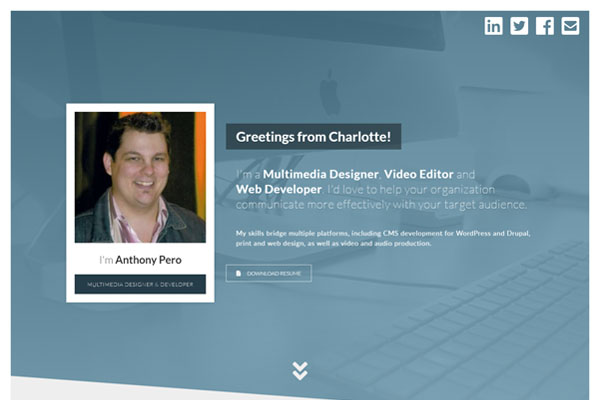 Greetings from Charlotte!
I'm a Multimedia Designer, Video Editor and
Web Developer. I'd love to help your organization
communicate more effectively with your target audience.
My skills bridge multiple platforms, including CMS development for WordPress and Drupal,
print and web design, as well as video and audio production.
DOWNLOAD RESUME
I'm Anthony Pero
MULTIMEDIA DESIGNER & DEVELOPER